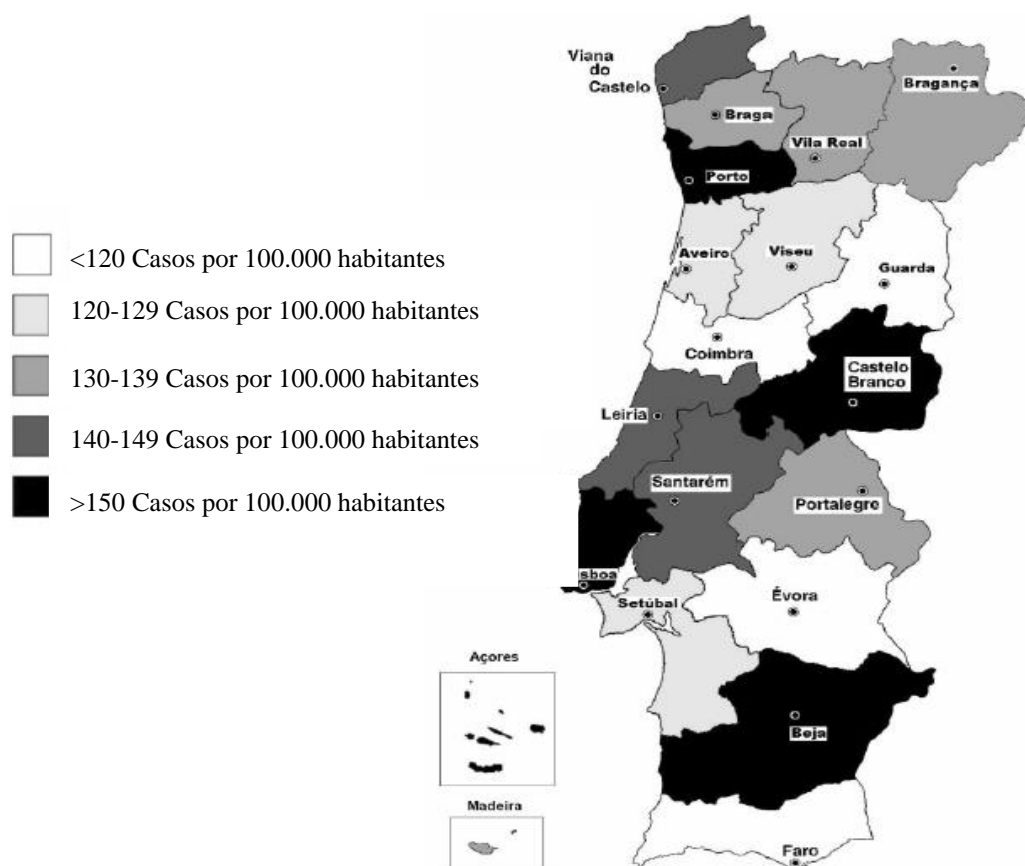 Viana
do
Castelo
Bragança
Braga
Vila Real
Porto
Aveiro
Viseu
Guarda
Coimbra
Castelo
Branco
Leiria
Santarém
Portalegre
sboa
Setúbal
Évora
Beja
Faro
<120 Casos por 100.000 habitantes
120-129 Casos por 100.000 habitantes
130-139 Casos por 100.000 habitantes
140-149 Casos por 100.000 habitantes
>150 Casos por 100.000 habitantes
Açores
Madeira